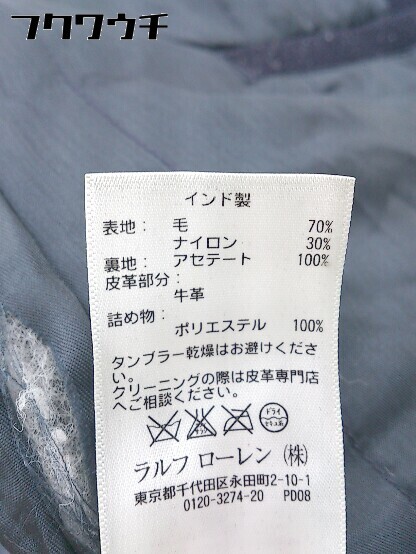 フクワウチ
インド製
表地： 毛 70%
ナイロン 30%
裏地： アセテート 100%
皮革部分：
牛革
詰め物：
ポリエステル 100%
タンブラー乾燥はお避けくださ
い。
クリーニングの際は皮革専門店
へご相談ください。
ドライ
ラルフ ローレン (株)
東京都千代田区永田町2-10-1
0120-3274-20 PD08